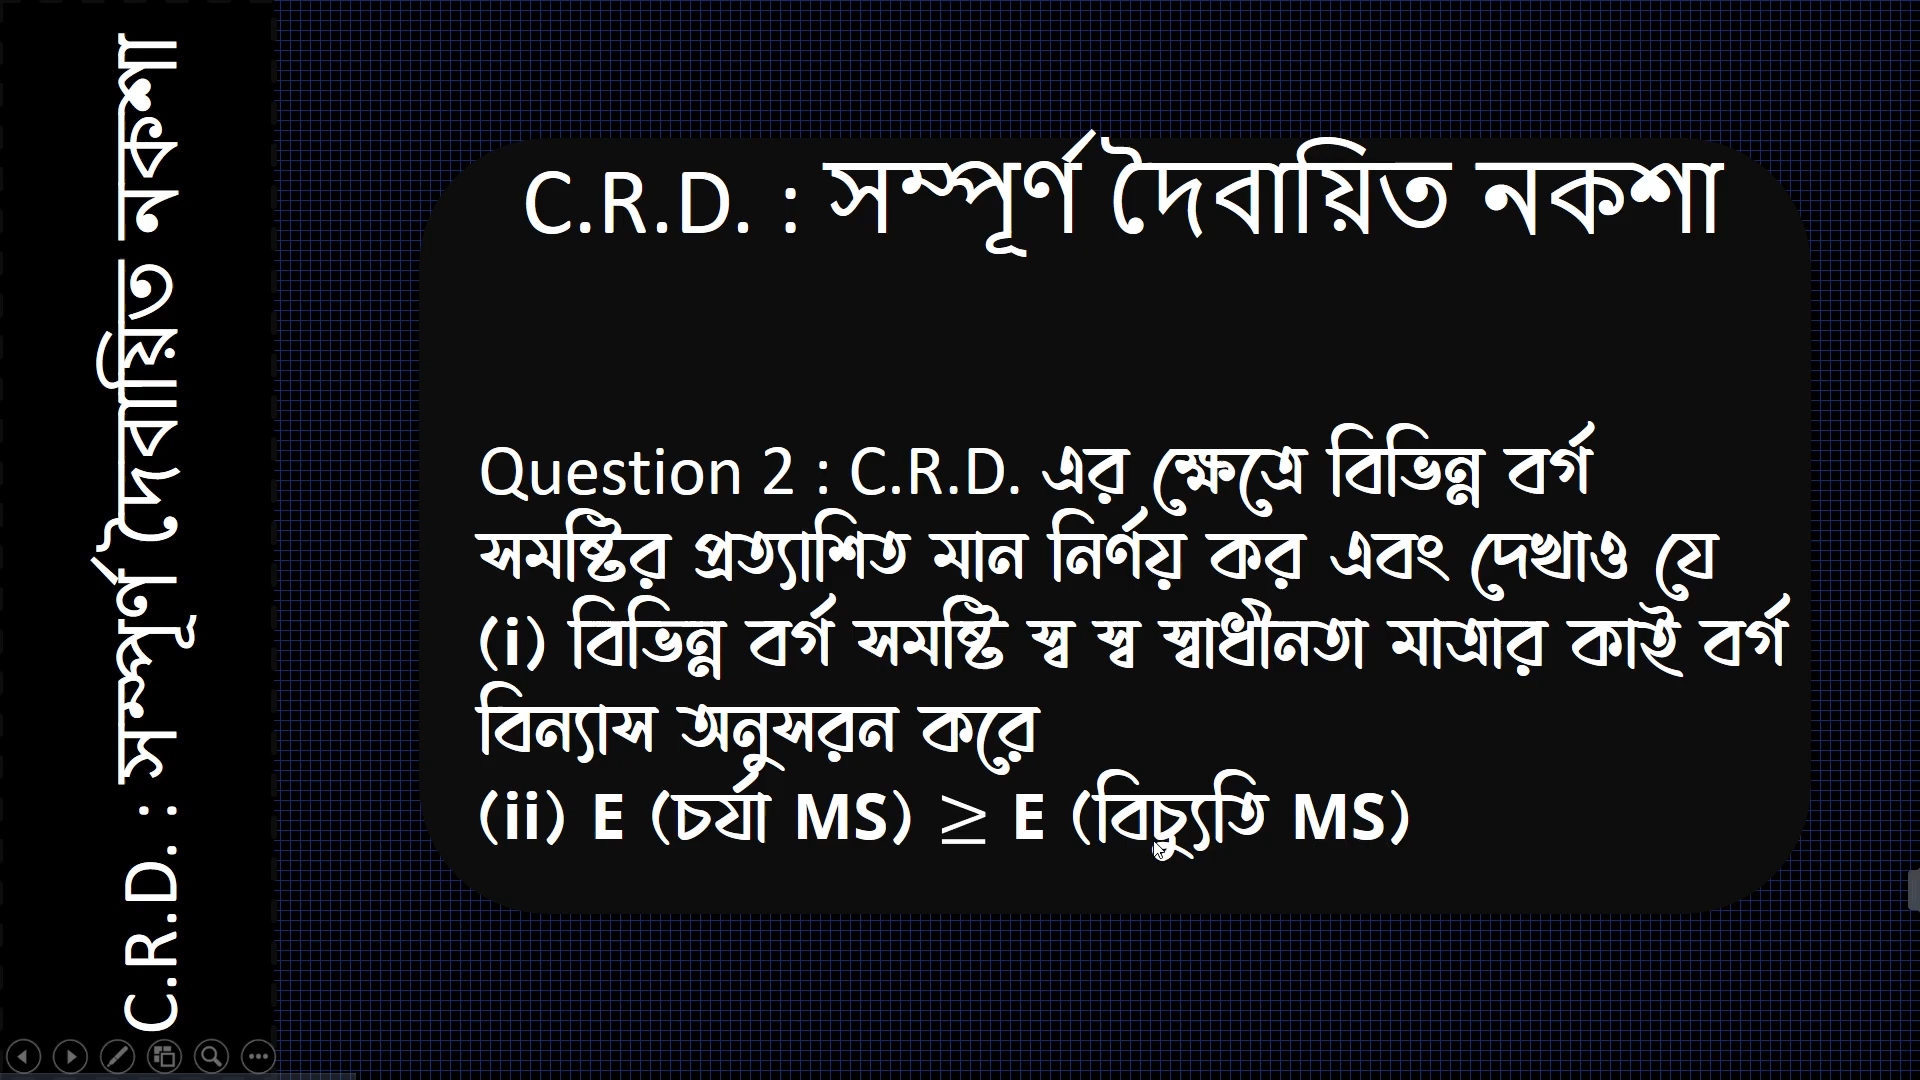 C.R.D. : সম্পূর্ণ দৈবায়িত নকশা
C.R.D. : সম্পূর্ণ দৈবায়িত নকশা
Question 2 : C.R.D. এর ক্ষেত্রে বিভিন্ন বর্গ
সমষ্টির প্রত্যাশিত মান নির্ণয় কর এবং দেখাও যে
(i) বিভিন্ন বর্গ সমষ্টি স্ব স্ব স্বাধীনতা মাত্রার কাই বর্গ
বিন্যাস অনুসরন করে
(ii) E (চর্যা MS) ≥ E (বিচ্যুতি MS)